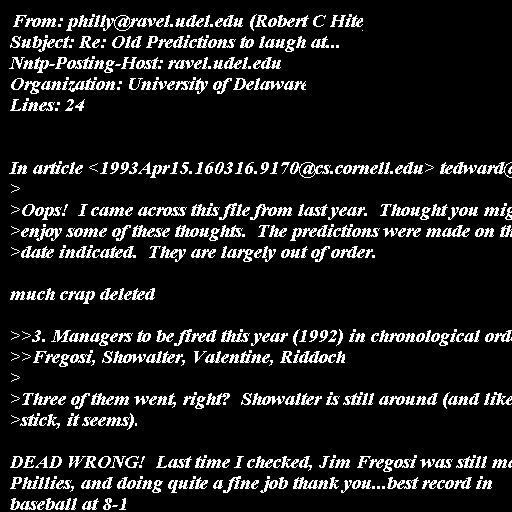 From: philly@ravel.udel.edu (Robert C Hite
Subject: Re: Old Predictions to laugh at...
Nntp-Posting-Host: ravel.udel.edu
Organization: University of Delaware
Lines: 24
In article <1993Apr15.160316.9170@cs.cornell.edu> tedward@
>
>Oops!  I came across this file from last year.  Thought you mig
>enjoy some of these thoughts.  The predictions were made on th
>date indicated.  They are largely out of order.
much crap deleted
>>3. Managers to be fired this year (1992) in chronological ord
>>Fregosi, Showalter, Valentine, Riddoch
>
>Three of them went, right?  Showalter is still around (and like
>stick, it seems).
DEAD WRONG!  Last time I checked, Jim Fregosi was still ma
Phillies, and doing quite a fine job thank you...best record in
baseball at 8-1